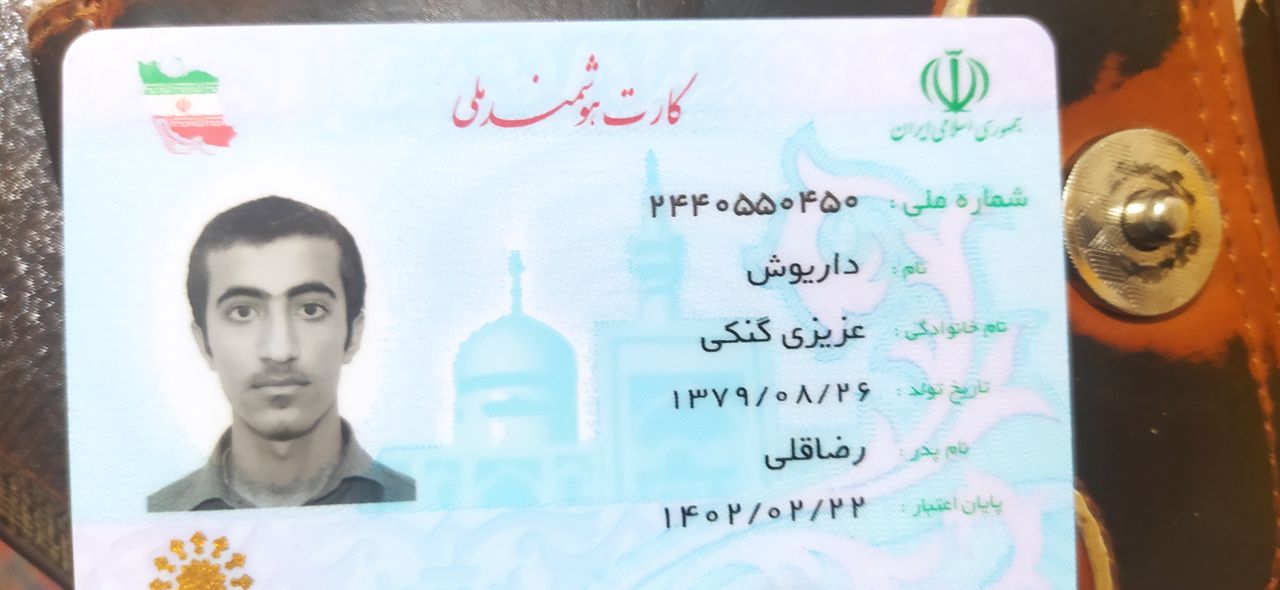 کارت هوشمند ملی
جمهوری اسلامی ایران
شماره ملی : ۲۴۴۰۵۵۰۴۵۰
نام : داریوش
نام خانوادگی : عزیزی گنکی
تاریخ تولد : ۱۳۷۹/۰۸/۲۶
نام پدر : رضاقلی
پایان اعتبار : ۱۴۰۲/۰۲/۲۲